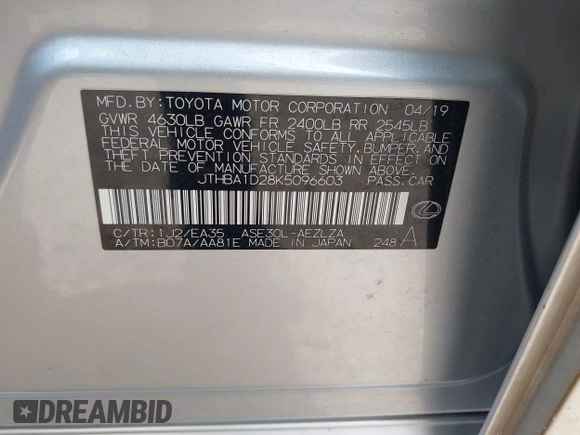 MFD.BY:TOYOTA MOTOR CORPORATION 04/19
GVWR 4630LB GAWR FR 2400LB RR 2545LB
THIS VEHICLE CONFORMS TO ALL APPLICABLE
FEDERAL MOTOR VEHICLE SAFETY,BUMPER,AND
THEFT PREVENTION STANDARDS IN EFFECT ON
THE DATE OF MANUFACTURE SHOWN ABOVE.
JTHBA1D28K5096603 PASS.CAR
C/TR:1J2/EA35 ASE30L-AEZLZA
A/TM:B07A/AA81E MADE IN JAPAN 248 A
DREAMBID